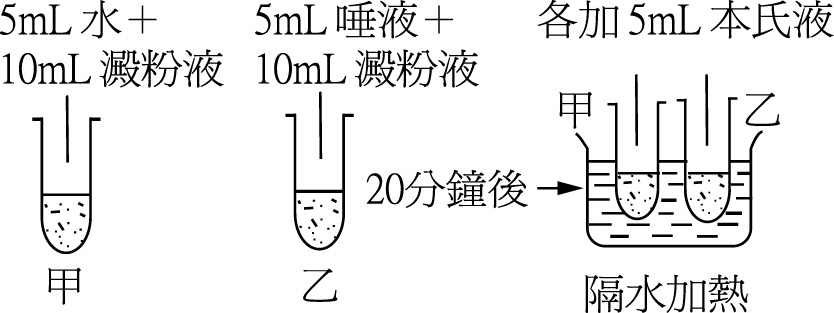 5mL 水＋
10mL 澱粉液
5mL 唾液＋
10mL 澱粉液
各加 5mL 本氏液
甲
乙
20分鐘後
甲
乙
隔水加熱